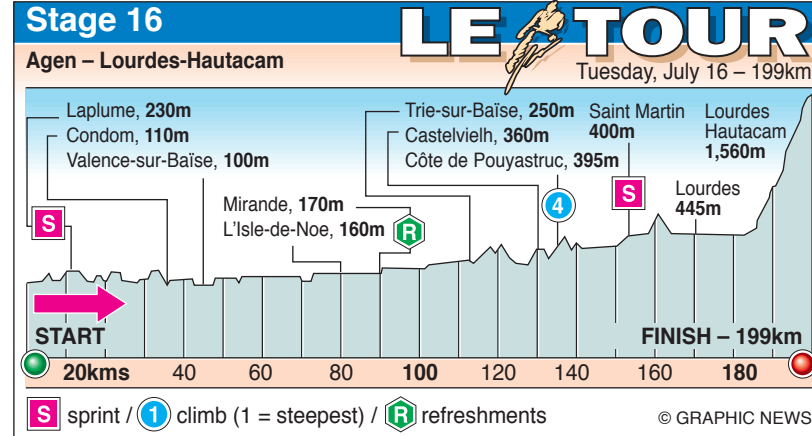 Stage 16
LE TOUR
Agen – Lourdes-Hautacam
Tuesday, July 16 – 199km
Laplume, 230m
Condom, 110m
Valence-sur-Baïse, 100m
Mirande, 170m
L'Isle-de-Noe, 160m
Trie-sur-Baïse, 250m
Castelvielh, 360m
Côte de Pouyastruc, 395m
Saint Martin
400m
Lourdes
Hautacam
1,560m
Lourdes
445m
S
R
4
S
START
FINISH – 199km
20kms 40 60 80 100 120 140 160 180
S sprint / 1 climb (1 = steepest) / R refreshments
© GRAPHIC NEWS